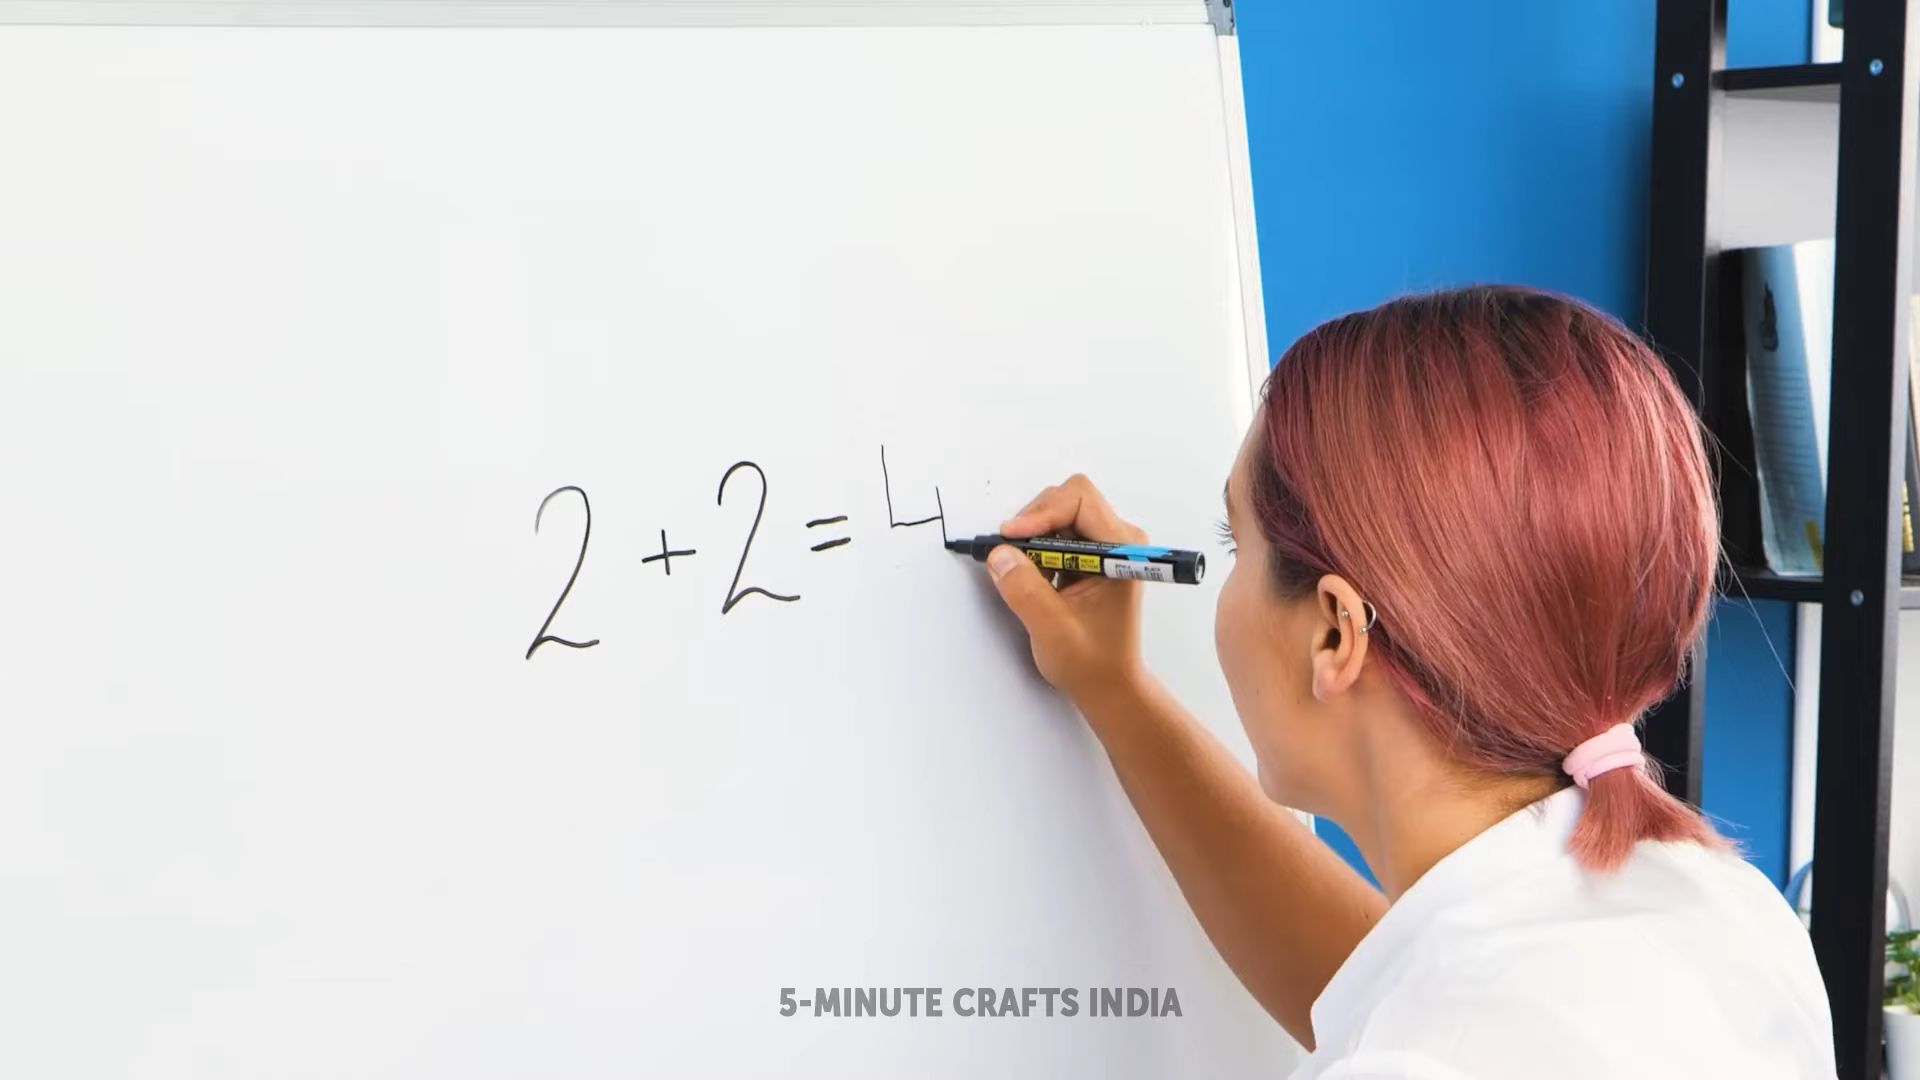 2 + 2 = 4
5-MINUTE CRAFTS INDIA